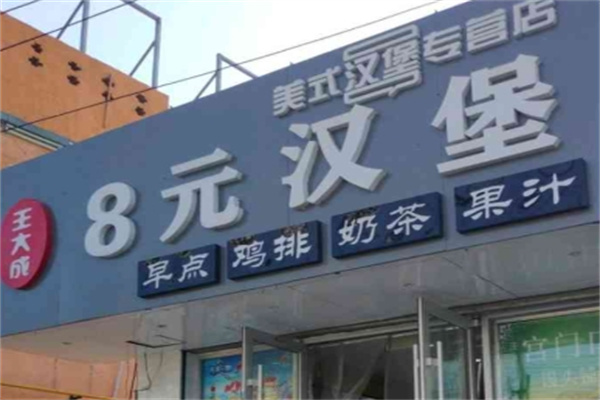 美式汉堡专营店
王大成
8元汉堡
早点 鸡排 奶茶 果汁